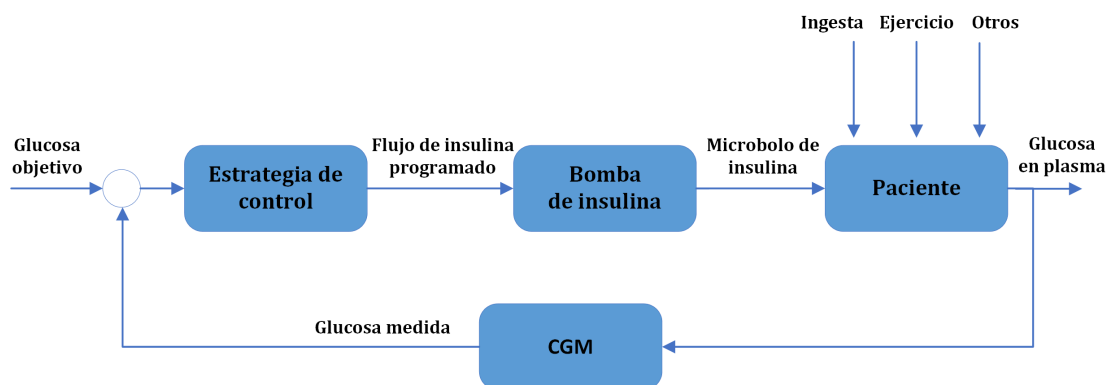 Ingesta
Ejercicio
Otros
Glucosa
objetivo
Estrategia de
control
Flujo de insulina
programado
Bomba
de insulina
Microbolo de
insulina
Paciente
Glucosa
en plasma
Glucosa medida
CGM